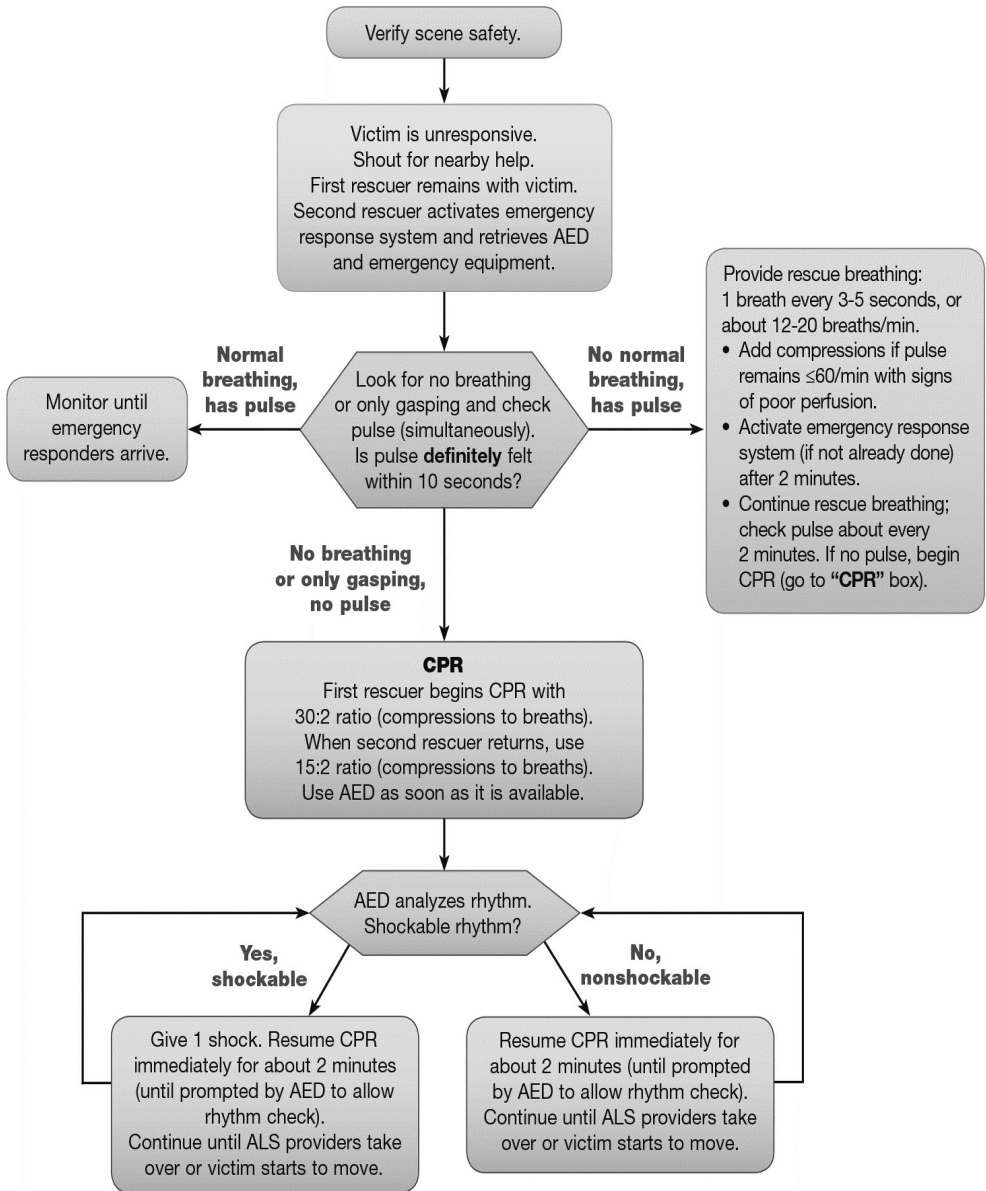 Verify scene safety.
Victim is unresponsive.
Shout for nearby help.
First rescuer remains with victim.
Second rescuer activates emergency
response system and retrieves AED
and emergency equipment.
Normal
breathing,
has pulse
Monitor until
emergency
responders arrive.
Look for no breathing
or only gasping and check
pulse (simultaneously).
Is pulse definitely felt
within 10 seconds?
No normal
breathing,
has pulse
Provide rescue breathing:
1 breath every 3-5 seconds, or
about 12-20 breaths/min.
• Add compressions if pulse
remains ≤60/min with signs
of poor perfusion.
• Activate emergency response
system (if not already done)
after 2 minutes.
• Continue rescue breathing;
check pulse about every
2 minutes. If no pulse, begin
CPR (go to “CPR” box).
No breathing
or only gasping,
no pulse
CPR
First rescuer begins CPR with
30:2 ratio (compressions to breaths).
When second rescuer returns, use
15:2 ratio (compressions to breaths).
Use AED as soon as it is available.
AED analyzes rhythm.
Shockable rhythm?
Yes,
shockable
No,
nonshockable
Give 1 shock. Resume CPR
immediately for about 2 minutes
(until prompted by AED to allow
rhythm check).
Continue until ALS providers take
over or victim starts to move.
Resume CPR immediately for
about 2 minutes (until prompted
by AED to allow rhythm check).
Continue until ALS providers take
over or victim starts to move.